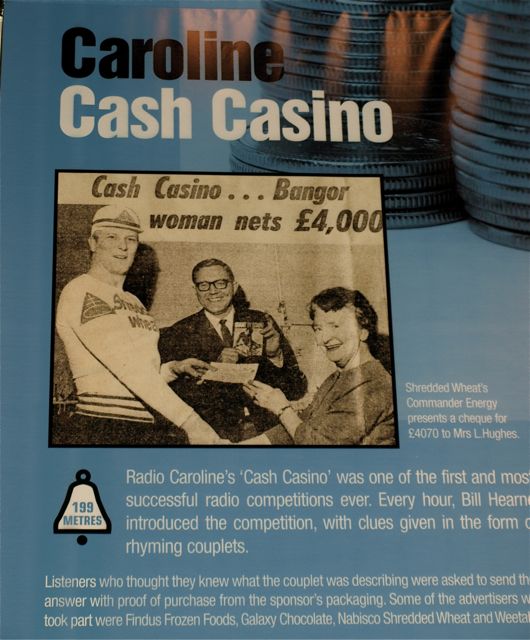 Caroline
Cash Casino
Cash Casino... Bangor
woman nets £4,000
Shredded Wheat's
Commander Energy
presents a cheque for
£4070 to Mrs L.Hughes.
199
METRES
Radio Caroline's 'Cash Casino' was one of the first and most
successful radio competitions ever. Every hour, Bill Hearn
introduced the competition, with clues given in the form
rhyming couplets.
Listeners who thought they knew what the couplet was describing were asked to send
answer with proof of purchase from the sponsor's packaging. Some of the advertisers
took part were Findus Frozen Foods, Galaxy Chocolate, Nabisco Shredded Wheat and